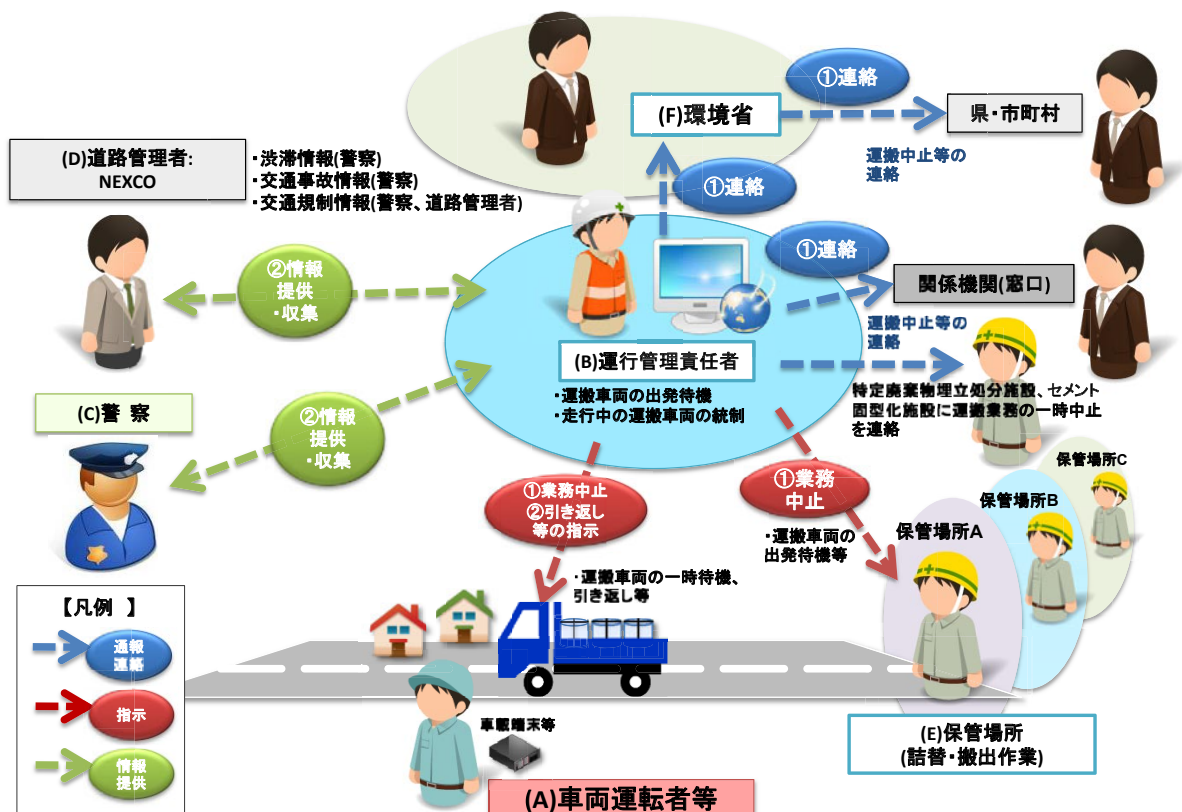 ①連絡
(F)環境省
県・市町村
運搬中止等の
連絡
(D)道路管理者:
NEXCO
・渋滞情報(警察)
・交通事故情報(警察)
・交通規制情報(警察、道路管理者)
①連絡
①連絡
関係機関(窓口)
運搬中止等の
連絡
②情報
提供
・収集
(B)運行管理責任者
・運搬車両の出発待機
・走行中の運搬車両の統制
特定廃棄物埋立処分施設、セメント
固型化施設に運搬業務の一時中止
を連絡
(C)警 察
②情報
提供
・収集
①業務中止
②引き返し
等の指示
①業務
中止
・運搬車両の
出発待機等
保管場所A
保管場所B
保管場所C
・運搬車両の一時待機、
引き返し等
【凡例 】
通報
連絡
指示
情報
提供
車載端末等
(A)車両運転者等
(E)保管場所
(詰替・搬出作業)